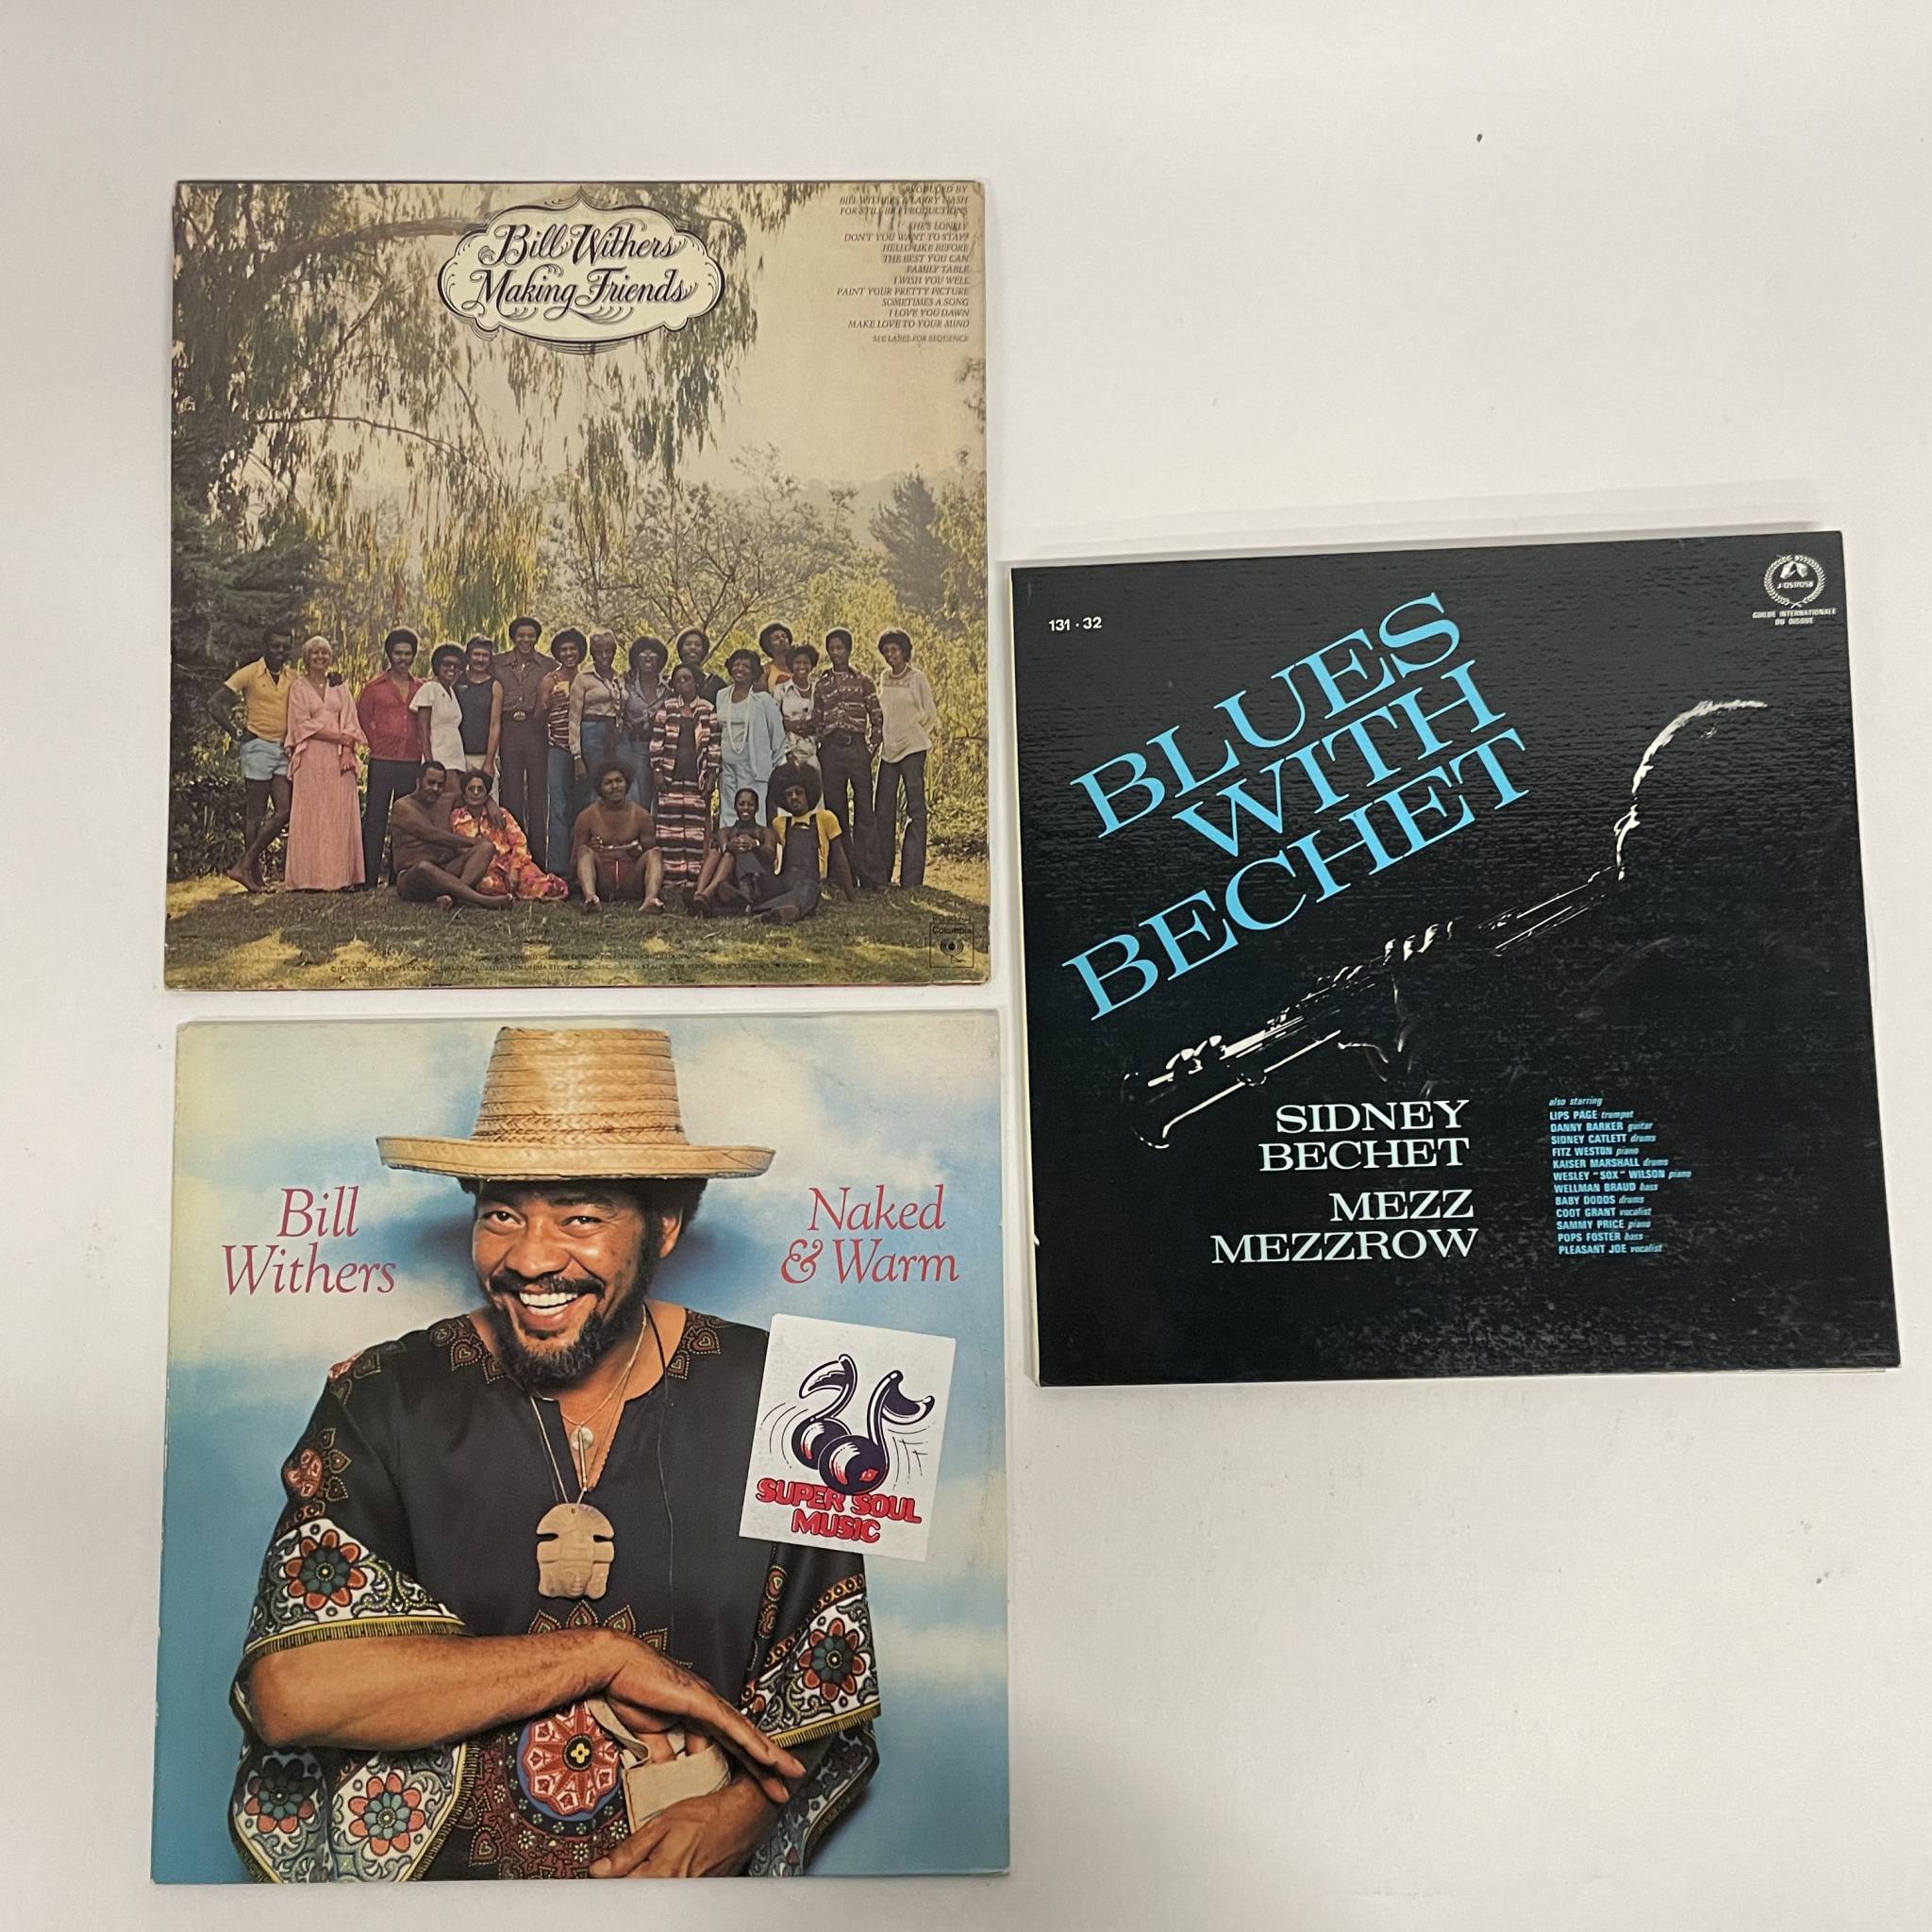 Bill Withers
Making Friends
PRODUCED BY
BILL WITHERS & LARRY NASH
FOR STILL BILL PRODUCTIONS
SHE'S LONELY
DON'T YOU WANT TO STAY?
HELLO LIKE BEFORE
THE BEST YOU CAN
FAMILY TABLE
I WISH YOU WELL
PAINT YOUR PRETTY PICTURE
SOMETIMES A SONG
I LOVE YOU DAWN
MAKE LOVE TO YOUR MIND
SEE LABEL FOR SEQUENCE
Columbia
Bill
Withers
Naked
& Warm
SUPER SOUL
MUSIC
131 · 32
GUILDE INTERNATIONALE
DU DISQUE
BLUES
WITH
BECHET
SIDNEY
BECHET
MEZZ
MEZZROW
also starring
LIPS PAGE trumpet
DANNY BARKER guitar
SIDNEY CATLETT drums
FITZ WESTON piano
KAISER MARSHALL drums
WESLEY "SOX" WILSON piano
WELLMAN BRAUD bass
BABY DODDS drums
COOT GRANT vocalist
SAMMY PRICE piano
POPS FOSTER bass
PLEASANT JOE vocalist